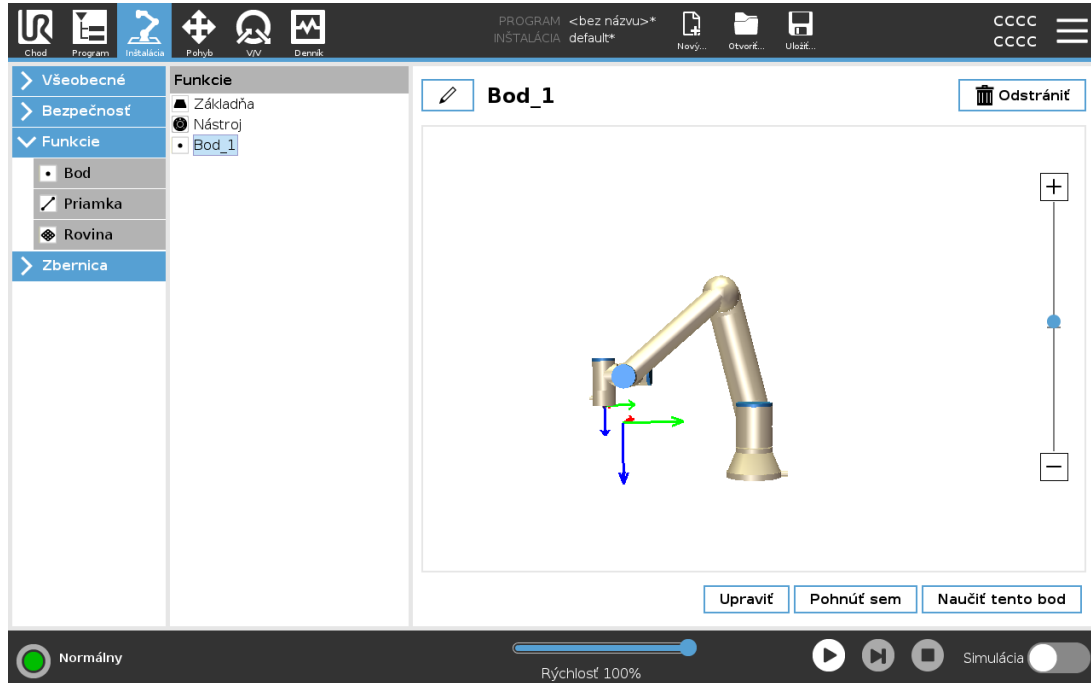 UR
Chod
Program
Inštalácia
Pohyb
V/V
Denník
PROGRAM <bez názvu>*
INŠTALÁCIA default*
Nový...
Otvoriť...
Uložiť...
CCCC
CCCC
Všeobecné
Bezpečnosť
Funkcie
Bod
Priamka
Rovina
Zbernica
Funkcie
Základňa
Nástroj
Bod_1
Bod_1
Odstrániť
Upraviť
Pohnúť sem
Naučiť tento bod
Normálny
Rýchlosť 100%
Simulácia